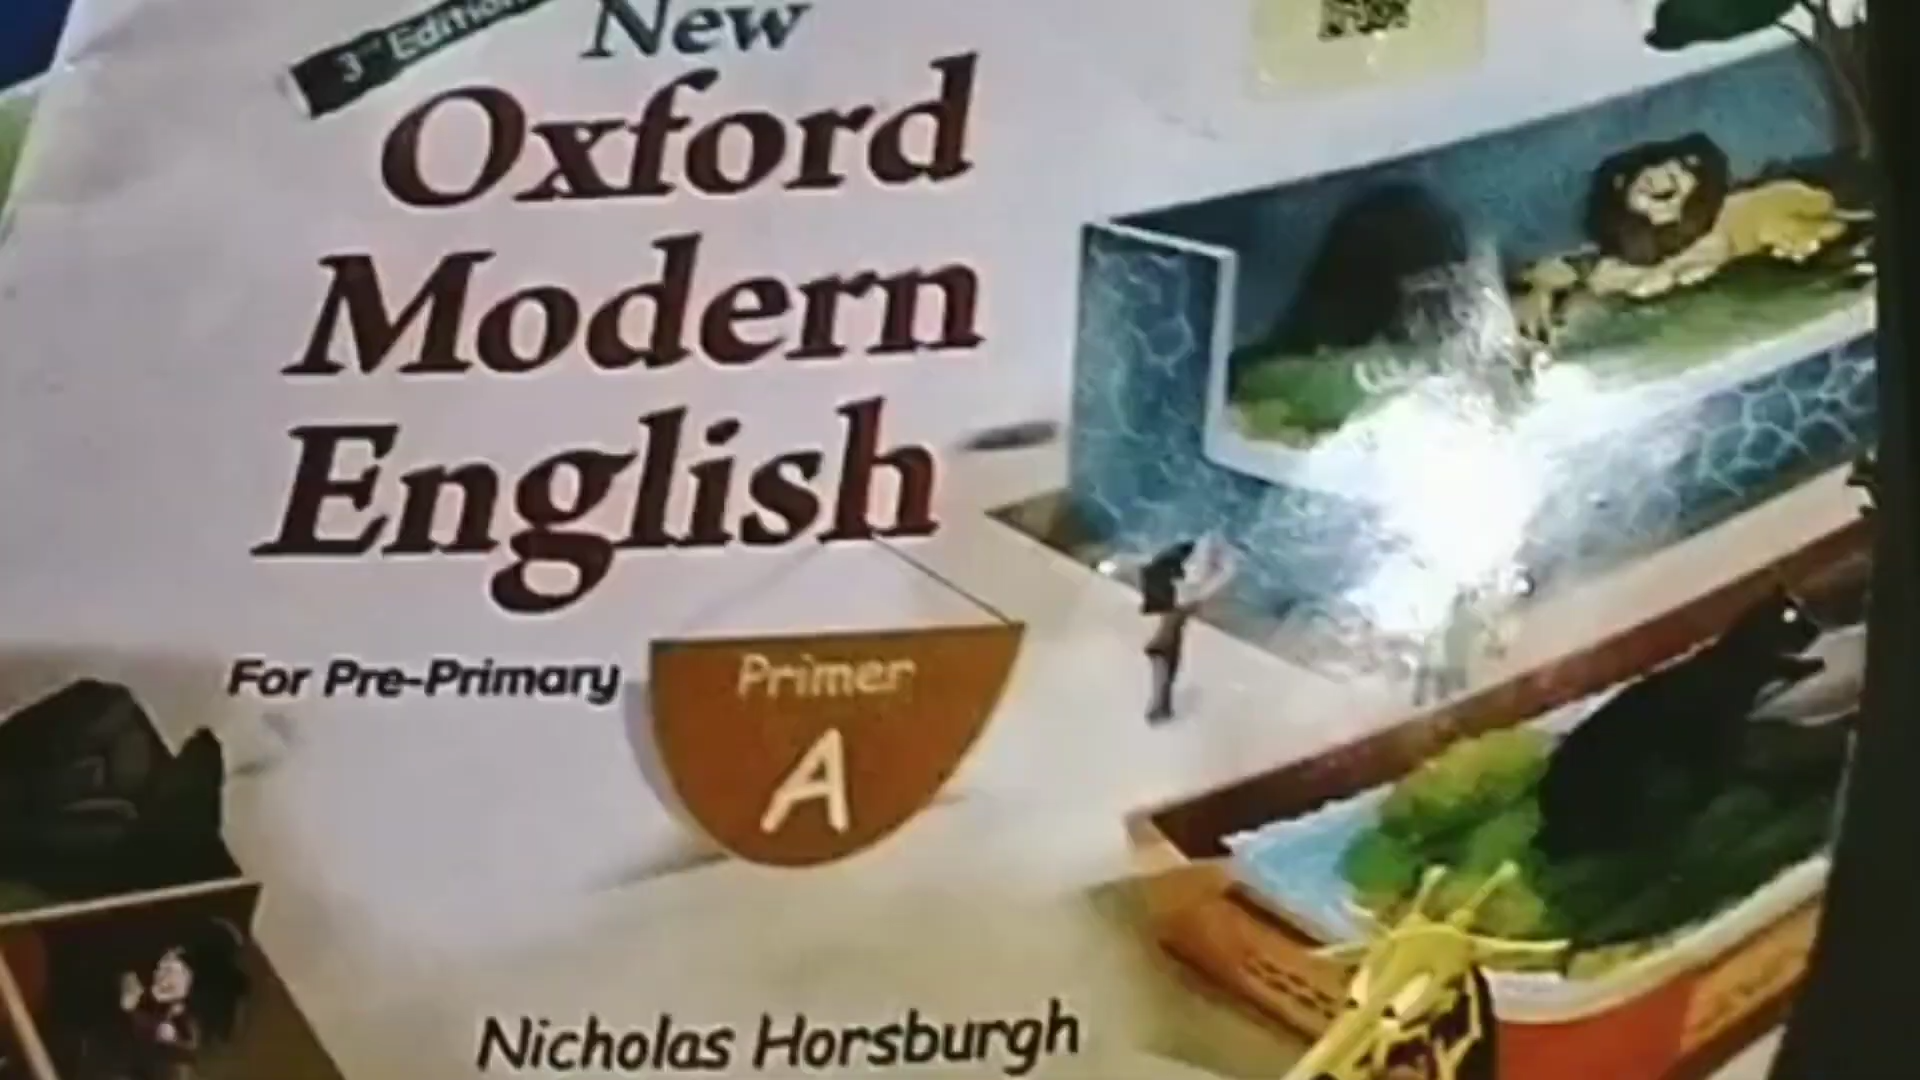 3rd Edition
New
Oxford
Modern
English
For Pre-Primary
Primer
A
Nicholas Horsburgh